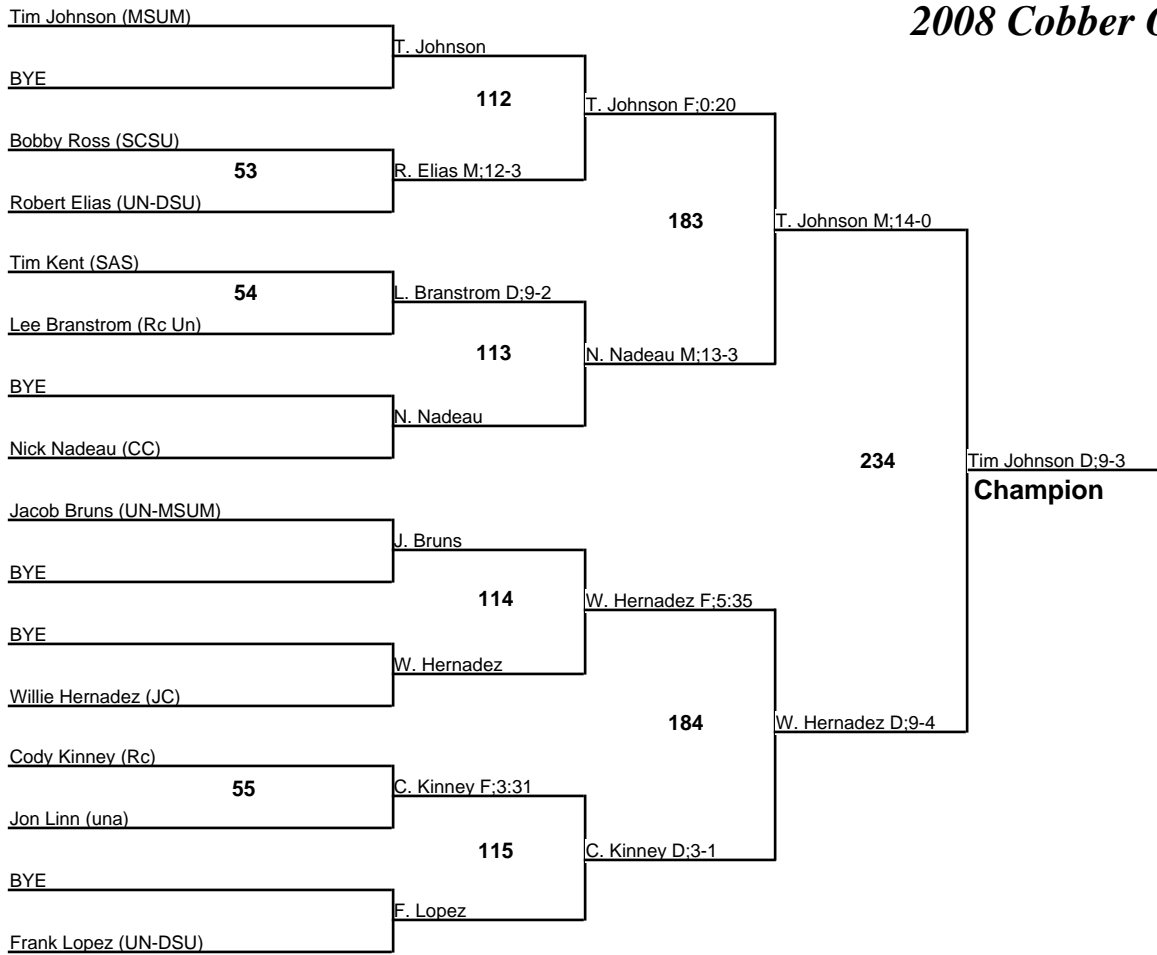 2008 Cobber
Tim Johnson (MSUM)
T. Johnson
BYE
112
T. Johnson F;0:20
Bobby Ross (SCSU)
53
R. Elias M;12-3
Robert Elias (UN-DSU)
183
T. Johnson M;14-0
Tim Kent (SAS)
54
L. Branstrom D;9-2
Lee Branstrom (Rc Un)
113
N. Nadeau M;13-3
BYE
N. Nadeau
Nick Nadeau (CC)
234
Tim Johnson D;9-3
Champion
Jacob Bruns (UN-MSUM)
J. Bruns
BYE
114
W. Hernadez F;5:35
BYE
W. Hernadez
Willie Hernadez (JC)
184
W. Hernadez D;9-4
Cody Kinney (Rc)
55
C. Kinney F;3:31
Jon Linn (una)
115
C. Kinney D;3-1
BYE
F. Lopez
Frank Lopez (UN-DSU)